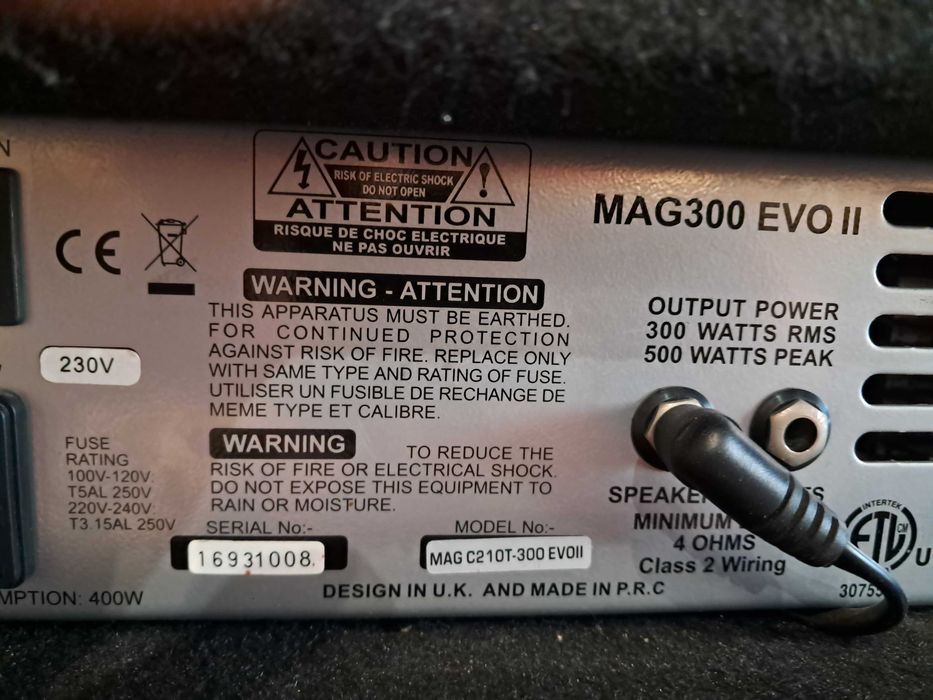 N
CAUTION
RISK OF ELECTRIC SHOCK
DO NOT OPEN
ATTENTION
RISQUE DE CHOC ELECTRIQUE
NE PAS OUVRIR
MAG300 EVO II
CE
WARNING - ATTENTION
THIS APPARATUS MUST BE EARTHED.
FOR CONTINUED PROTECTION
AGAINST RISK OF FIRE. REPLACE ONLY
WITH SAME TYPE AND RATING OF FUSE.
UTILISER UN FUSIBLE DE RECHANGE DE
MEME TYPE ET CALIBRE.
OUTPUT POWER
300 WATTS RMS
500 WATTS PEAK
230V
FUSE
RATING
100V-120V:
T5AL 250V
220V-240V:
T3.15AL 250V
WARNING TO REDUCE THE
RISK OF FIRE OR ELECTRICAL SHOCK.
DO NOT EXPOSE THIS EQUIPMENT TO
RAIN OR MOISTURE.
SERIAL No:-
16931008.
MODEL No:-
MAG C210T-300 EVOII
SPEAKER
MINIMUM
4 OHMS
Class 2 Wiring
INTERTEK
ETL CM
U
3075
MPTION: 400W
DESIGN IN U.K. AND MADE IN P.R.C